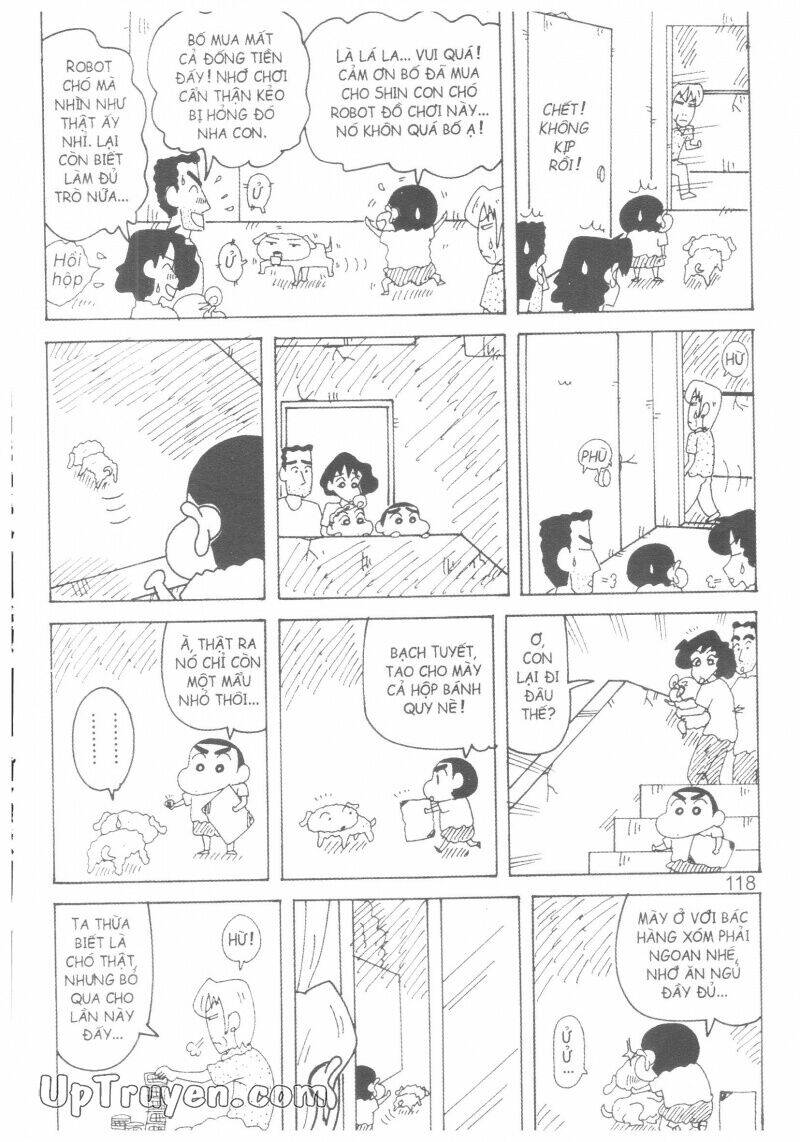 CHẾT!
KHÔNG
KỊP
RỒI!
LÀ LÁ LA... VUI QUÁ!
CẢM ƠN BỐ ĐÃ MUA
CHO SHIN CON CHÓ
ROBOT ĐỒ CHƠI NÀY...
NÓ KHÔN QUÁ BỐ Ạ!
BỐ MUA MẤT
CẢ ĐỐNG TIỀN
ĐẤY! NHỚ CHƠI
CẨN THẬN KẺO
BỊ HỎNG ĐÓ
NHA CON.
Ử
Ử
ROBOT
CHÓ MÀ
NHÌN NHƯ
THẬT ẤY
NHỈ. LẠI
CÒN BIẾT
LÀM ĐỦ
TRÒ NỮA...
Hồi
hộp
HỪ
PHÙ
Ơ,
CON
LẠI ĐI
ĐÂU
THẾ?
BẠCH TUYẾT,
TAO CHO MÀY
CẢ HỘP BÁNH
QUY NÈ!
À, THẬT RA
NÓ CHỈ CÒN
MỘT MẨU
NHỎ THÔI...
........
118
MÀY Ở VỚI BÁC
HÀNG XÓM PHẢI
NGOAN NHÉ,
NHỚ ĂN NGỦ
ĐẦY ĐỦ...
Ử
Ử
...
HỪ!
TA THỪA
BIẾT LÀ
CHÓ THẬT,
NHƯNG BỎ
QUA CHO
LẦN NÀY
ĐẤY...
UpTruyen.com